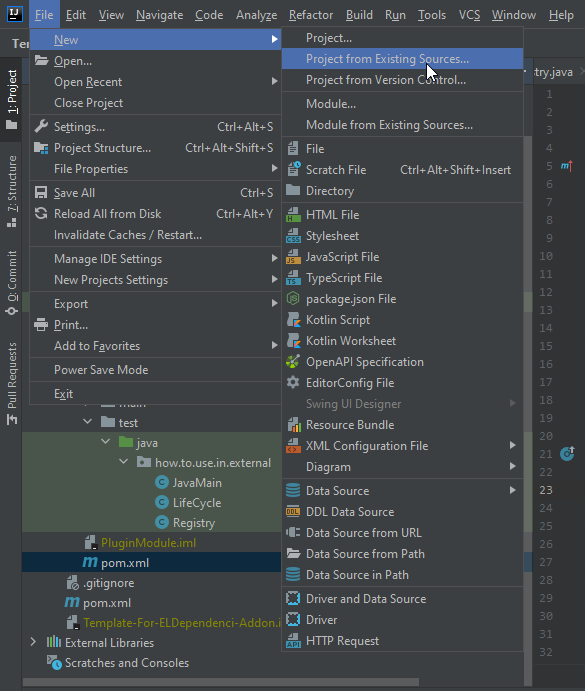 IJ File Edit View Navigate Code Analyze Refactor Build Run Tools VCS Window Help
Te
stry.java
1: Project
7: Structure
0: Commit
Pull Requests
New
Open...
Open Recent
Close Project
Settings... Ctrl+Alt+S
Project Structure... Ctrl+Alt+Shift+S
File Properties
Save All Ctrl+S
Reload All from Disk Ctrl+Alt+Y
Invalidate Caches / Restart...
Manage IDE Settings
New Projects Settings
Export
Print...
Add to Favorites
Power Save Mode
Exit
Project...
Project from Existing Sources...
Project from Version Control...
Module...
Module from Existing Sources...
File
Scratch File Ctrl+Alt+Shift+Insert
Directory
HTML File
Stylesheet
JavaScript File
TypeScript File
package.json File
Kotlin Script
Kotlin Worksheet
OpenAPI Specification
EditorConfig File
Swing UI Designer
Resource Bundle
XML Configuration File
Diagram
Data Source
DDL Data Source
Data Source from URL
Data Source from Path
Data Source in Path
Driver and Data Source
Driver
HTTP Request
main
test
java
how.to.use.in.external
JavaMain
LifeCycle
Registry
PluginModule.iml
pom.xml
.gitignore
pom.xml
Template-For-ELDependenci-Addon.i
External Libraries
Scratches and Consoles
1
2
3
4
5
6
7
8
9
10
11
12
13
14
15
16
17
18
19
20
21
22
23
24
25
26
27
28
29
30
31
32